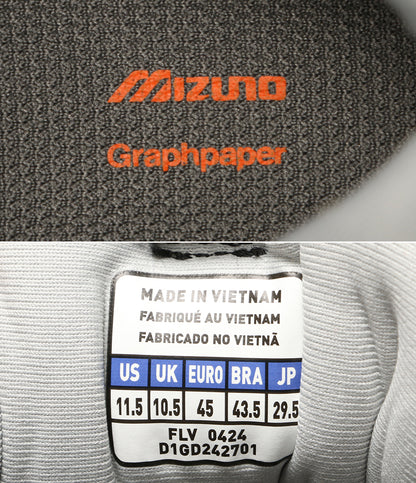 MIZUNO
Graphpaper
MADE IN VIETNAM
FABRIQUÉ AU VIETNAM
FABRICADO NO VIETNÃ
US UK EURO BRA JP
11.5 10.5 45 43.5 29.5
FLV 0424
D1GD242701